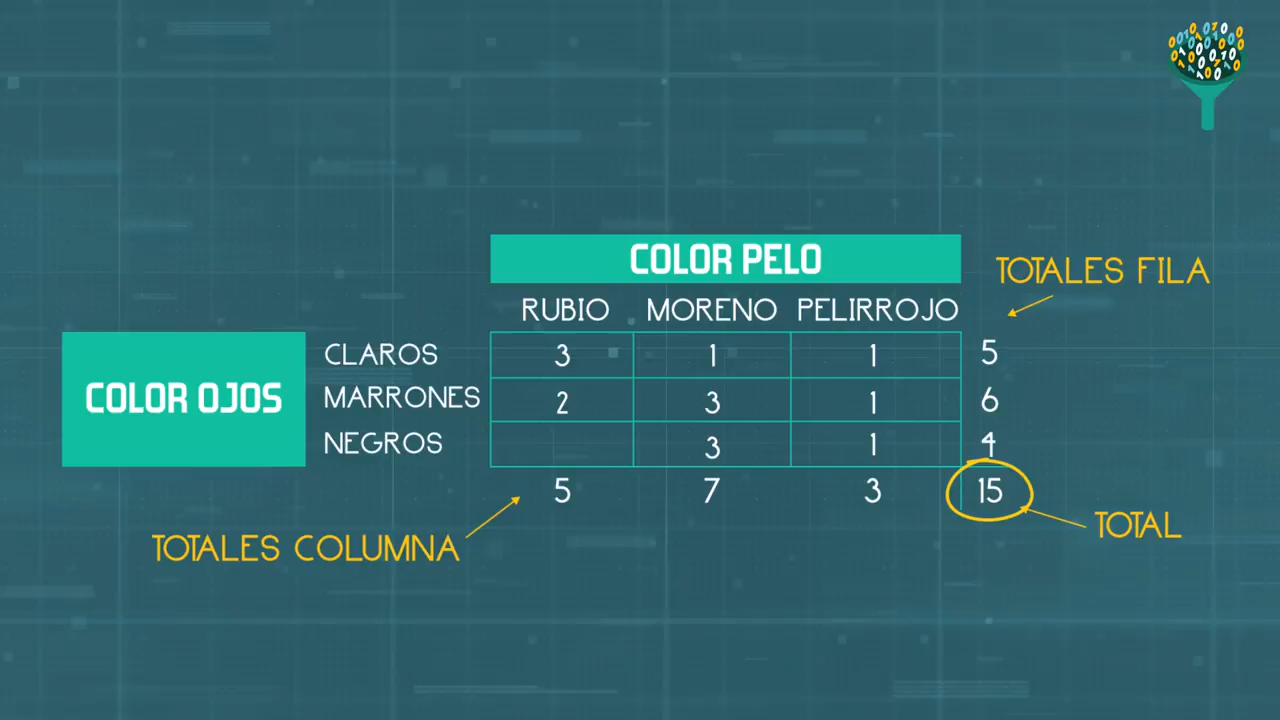 COLOR PELO
TOTALES FILA
RUBIO MORENO PELIRROJO
COLOR OJOS
CLAROS 3 1 1 5
MARRONES 2 3 1 6
NEGROS 3 1 4
5 7 3 15
TOTALES COLUMNA
TOTAL